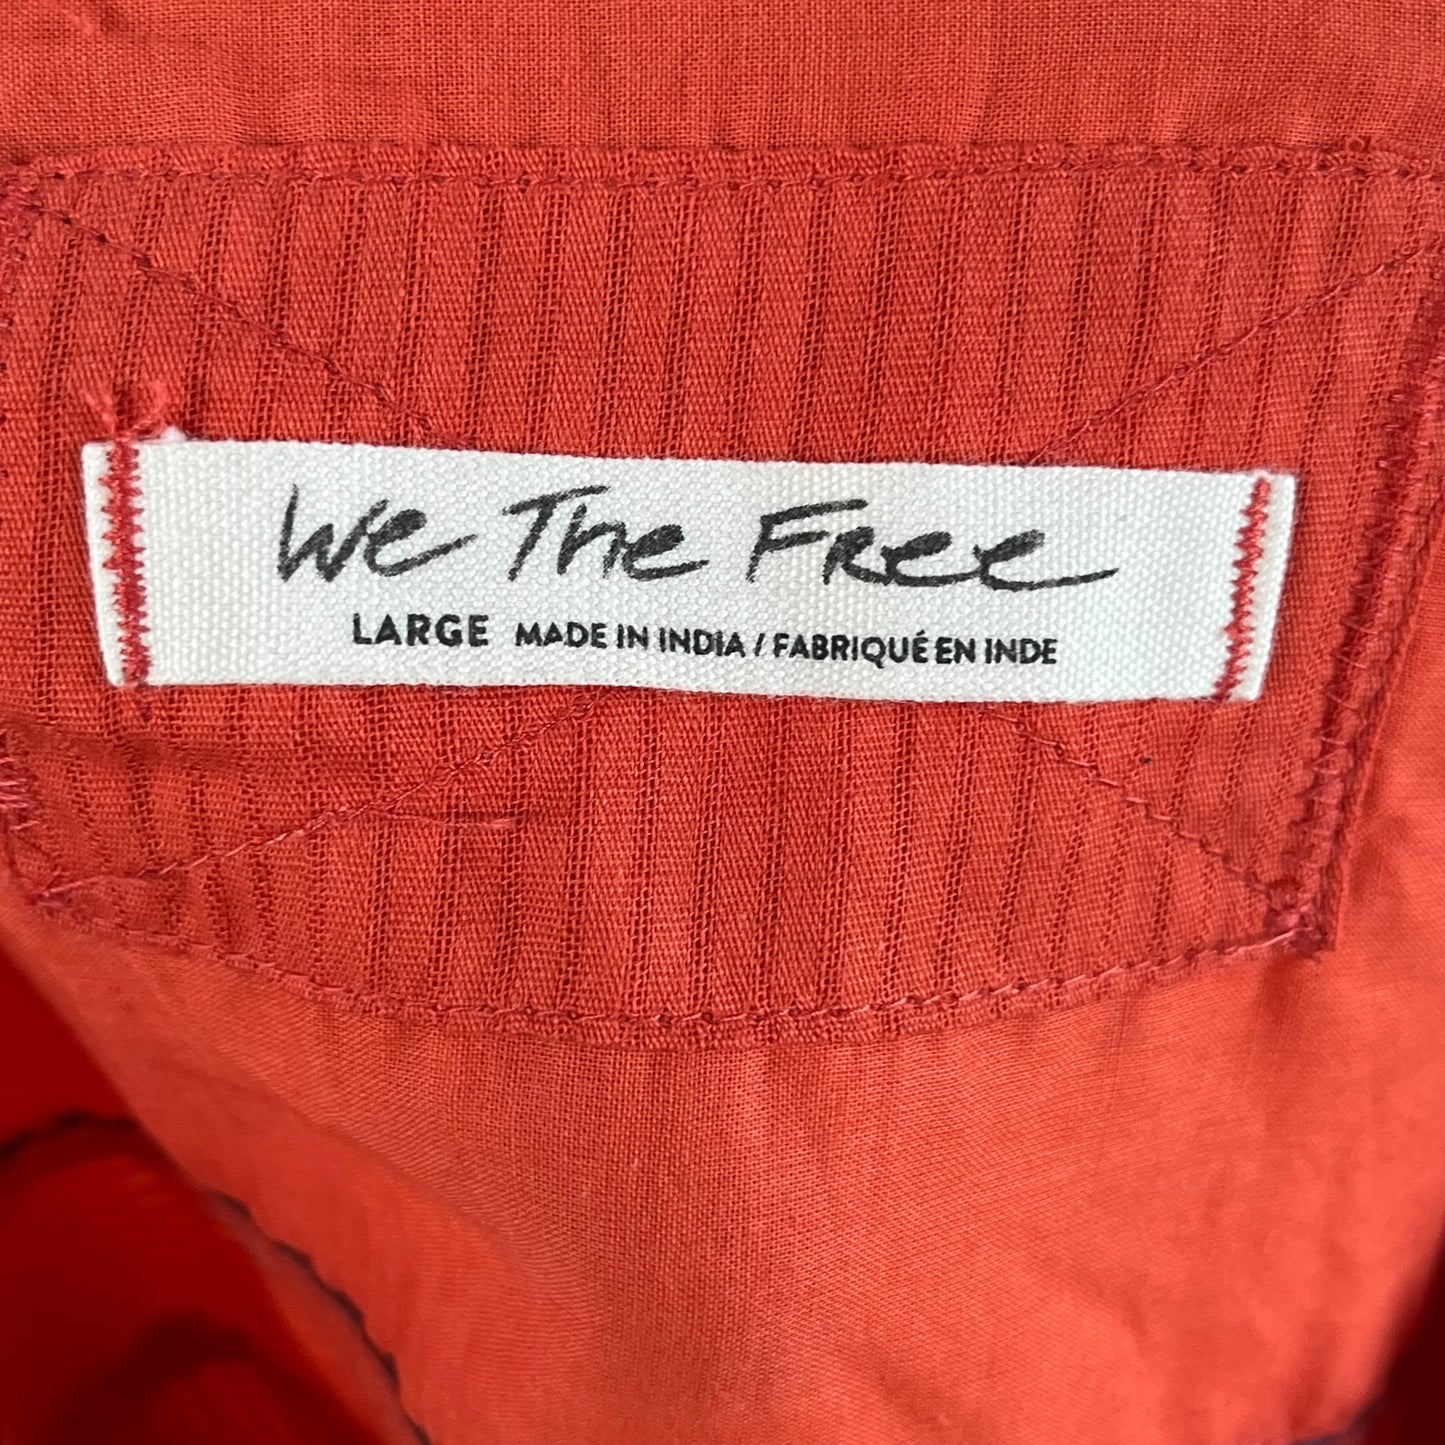 We The Free
LARGE MADE IN INDIA / FABRIQUÉ EN INDE